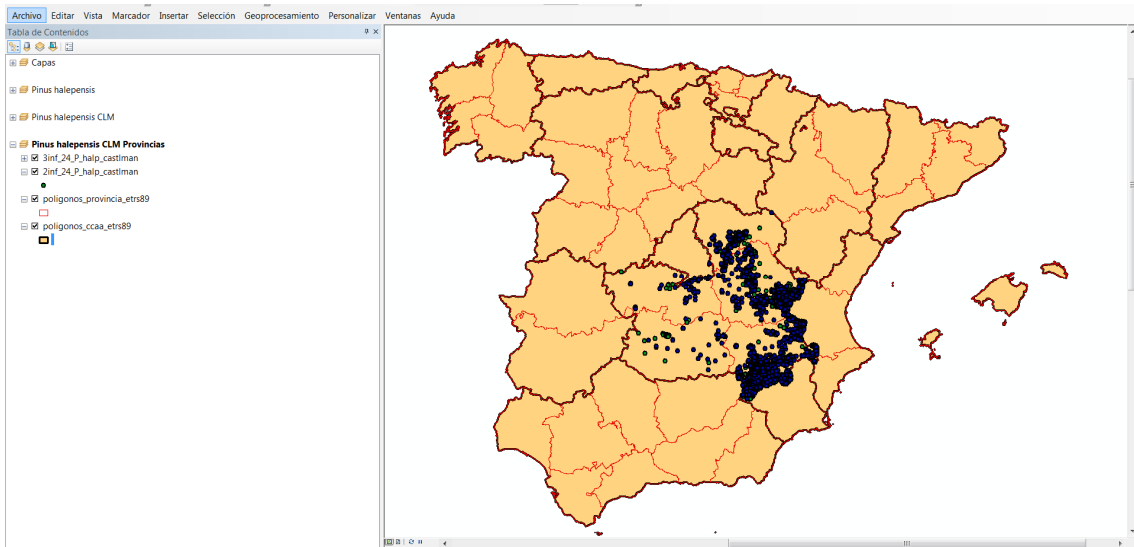 Archivo Editar Vista Marcador Insertar Selección Geoprocesamiento Personalizar Ventanas Ayuda
Tabla de Contenidos
Capas
Pinus halepensis
Pinus halepensis CLM
Pinus halepensis CLM Provincias
3inf_24_P_halp_castlman
2inf_24_P_halp_castlman
poligonos_provincia_etrs89
poligonos_ccaa_etrs89